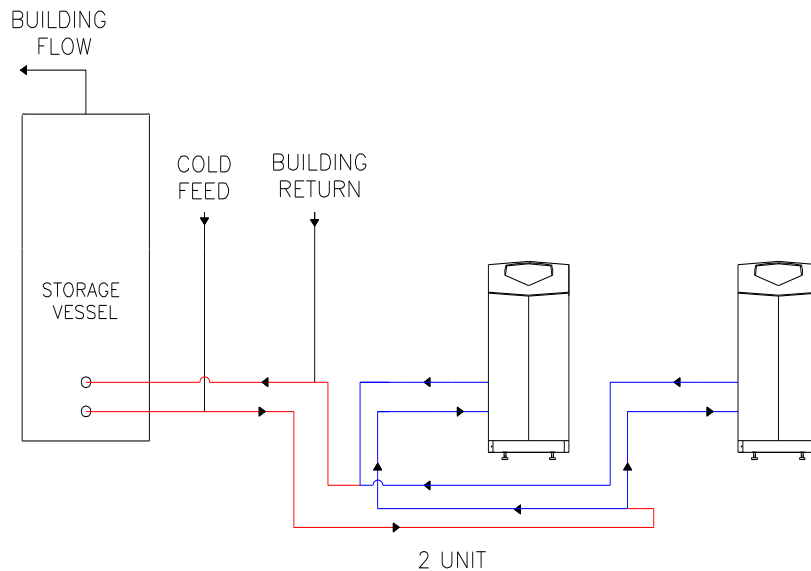 BUILDING
FLOW
COLD
FEED
BUILDING
RETURN
STORAGE
VESSEL
2 UNIT